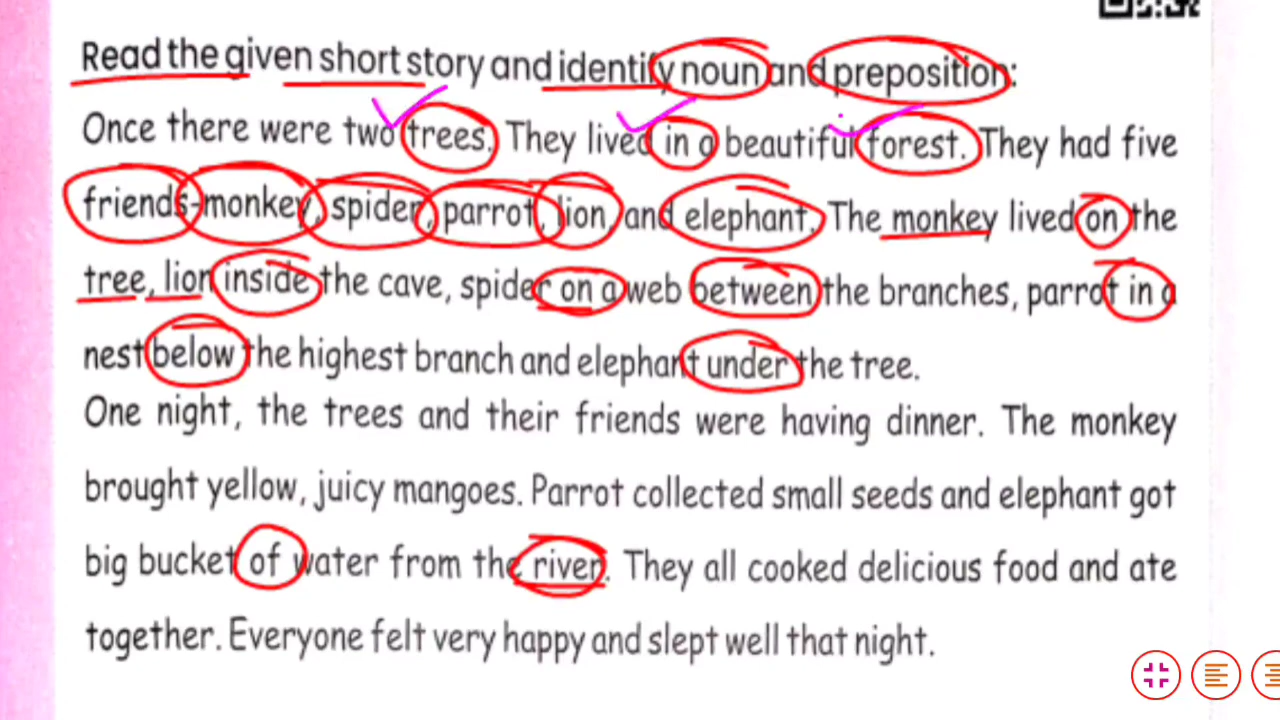 Read the given short story and identify noun and preposition:
Once there were two trees. They lived in a beautiful forest. They had five
friends-monkey, spider, parrot, lion, and elephant. The monkey lived on the
tree, lion inside the cave, spider on a web between the branches, parrot in a
nest below the highest branch and elephant under the tree.
One night, the trees and their friends were having dinner. The monkey
brought yellow, juicy mangoes. Parrot collected small seeds and elephant got
big bucket of water from the river. They all cooked delicious food and ate
together. Everyone felt very happy and slept well that night.